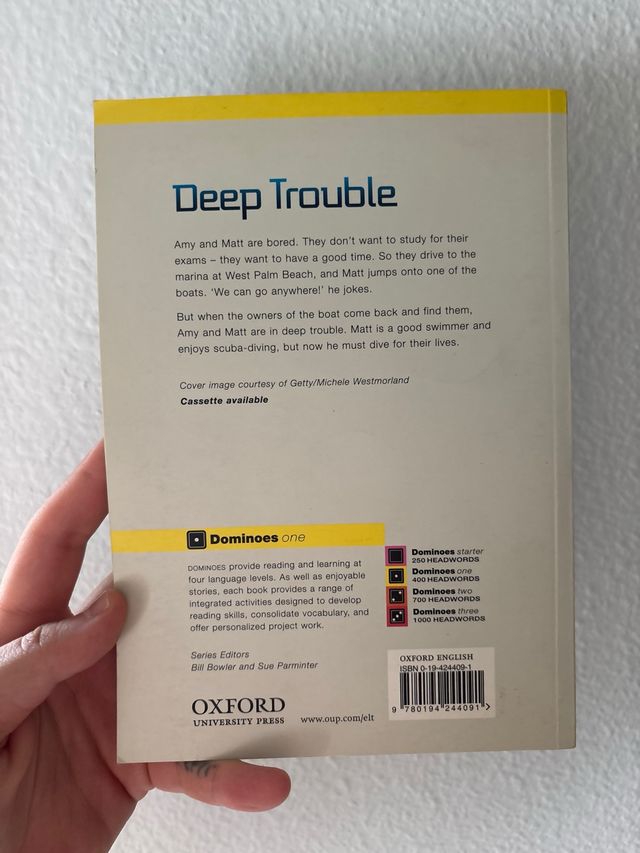 Deep Trouble
Amy and Matt are bored. They don't want to study for their
exams – they want to have a good time. So they drive to the
marina at West Palm Beach, and Matt jumps onto one of the
boats. 'We can go anywhere!' he jokes.
But when the owners of the boat come back and find them,
Amy and Matt are in deep trouble. Matt is a good swimmer and
enjoys scuba-diving, but now he must dive for their lives.
Cover image courtesy of Getty/Michele Westmorland
Cassette available
Dominoes one
DOMINOES provide reading and learning at
four language levels. As well as enjoyable
stories, each book provides a range of
integrated activities designed to develop
reading skills, consolidate vocabulary, and
offer personalized project work.
Series Editors
Bill Bowler and Sue Parminter
OXFORD
UNIVERSITY PRESS
www.oup.com/elt
Dominoes starter
250 HEADWORDS
Dominoes one
400 HEADWORDS
Dominoes two
700 HEADWORDS
Dominoes three
1000 HEADWORDS
OXFORD ENGLISH
ISBN 0-19-424409-1
9 780194 244091 >